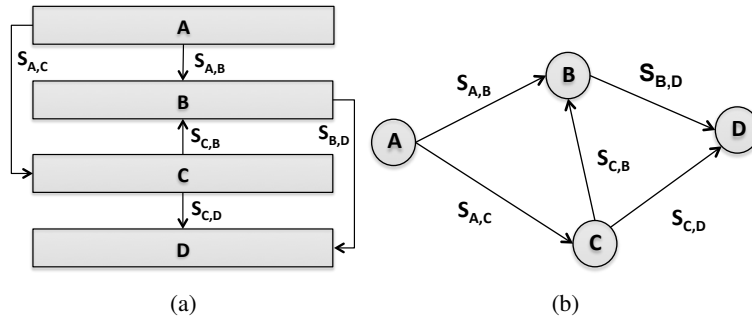 A
S_A,C
S_A,B
B
S_C,B
S_B,D
C
S_C,D
D
(a)
A
S_A,B
B
S_B,D
D
S_C,B
S_A,C
C
S_C,D
(b)